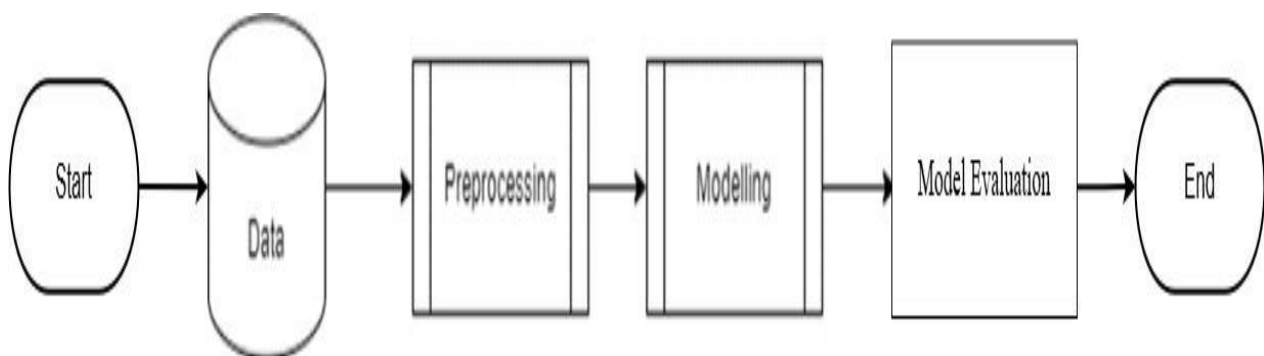 Start
Data
Preprocessing
Modelling
Model Evaluation
End